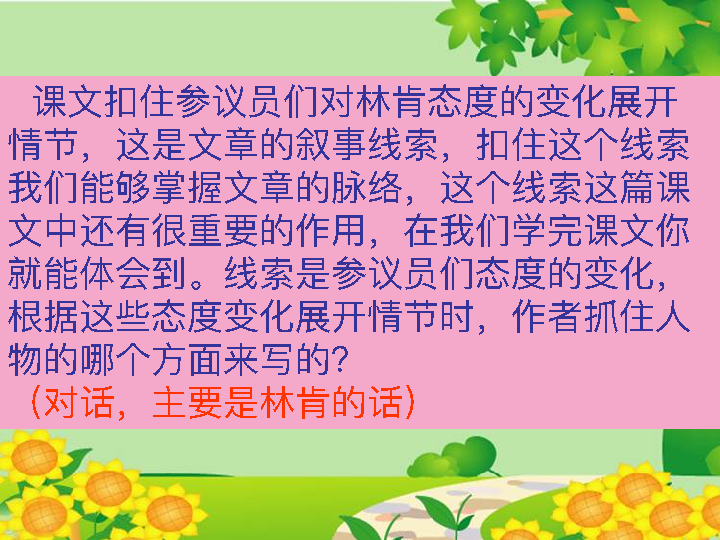 课文扣住参议员们对林肯态度的变化展开
情节，这是文章的叙事线索，扣住这个线索
我们能够掌握文章的脉络，这个线索这篇课
文中还有很重要的作用，在我们学完课文你
就能体会到。线索是参议员们态度的变化，
根据这些态度变化展开情节时，作者抓住人
物的哪个方面来写的？
（对话，主要是林肯的话）